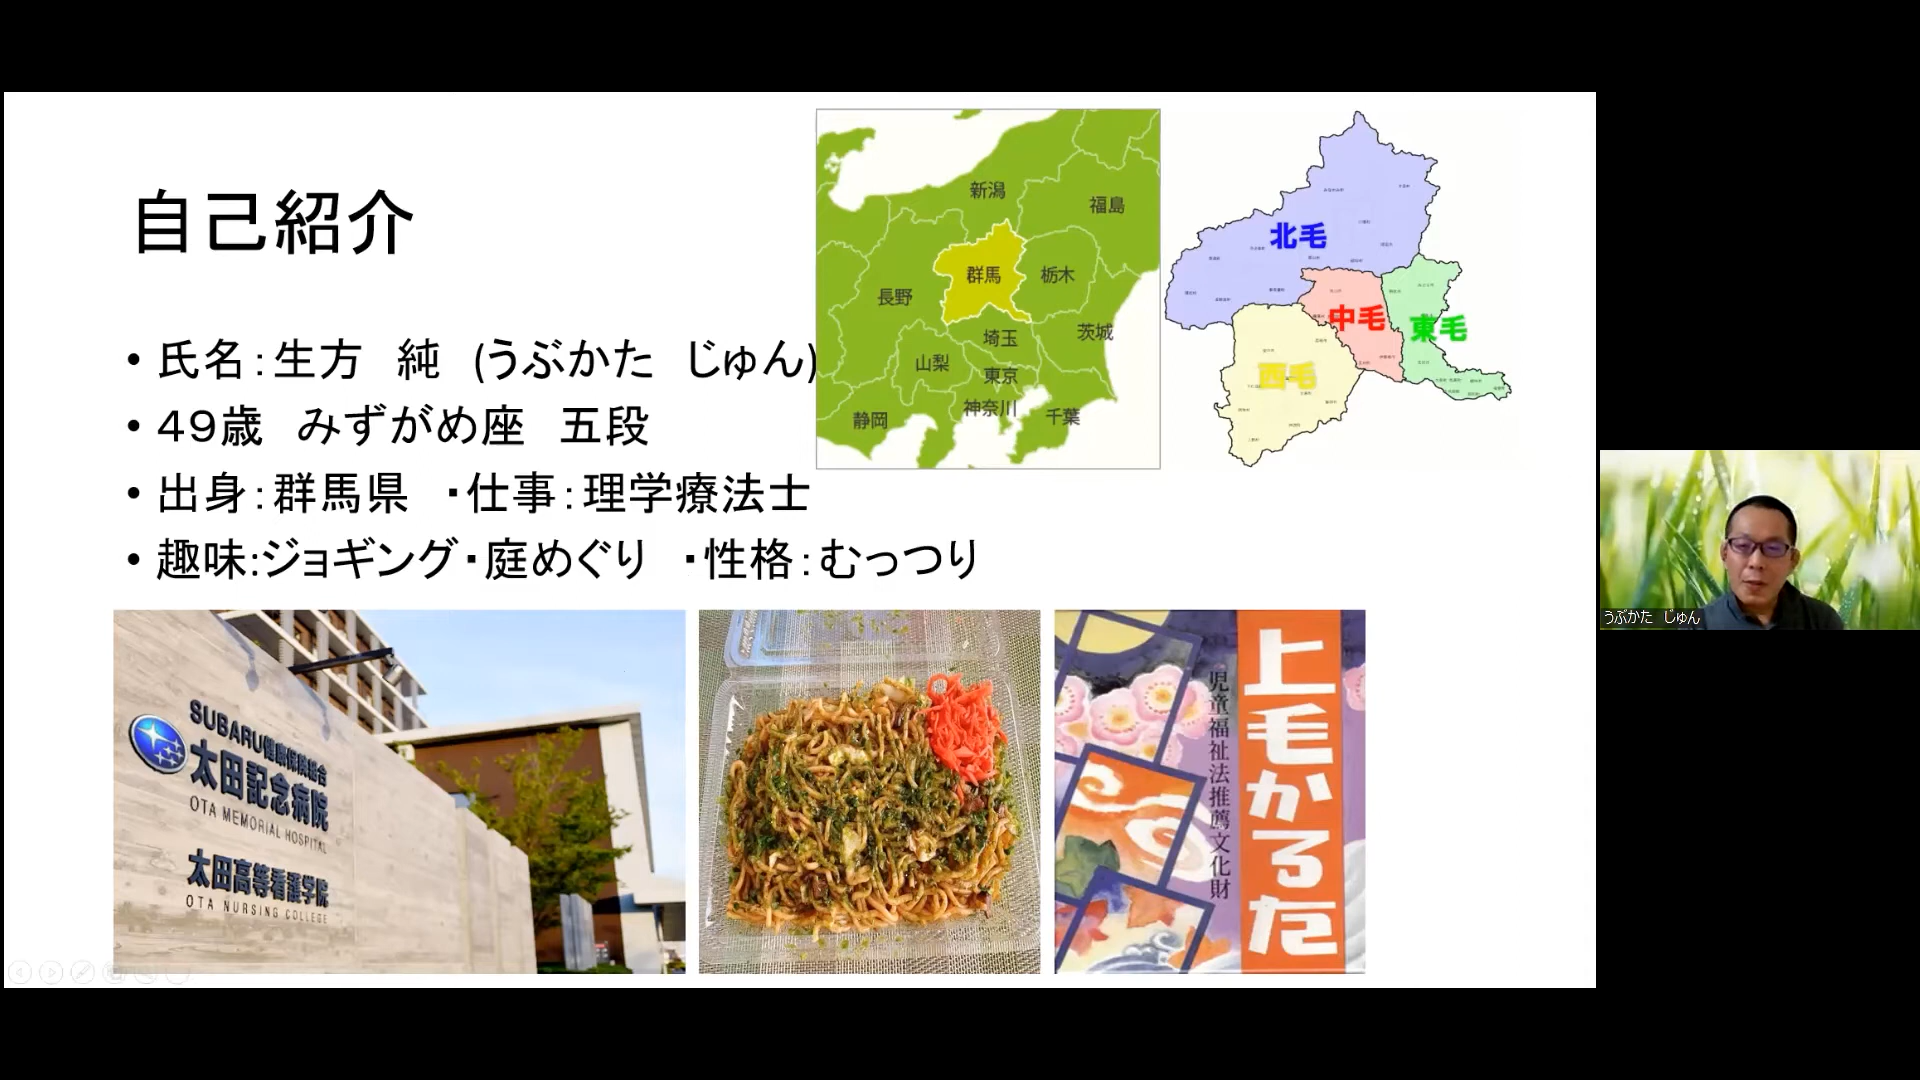 自己紹介
• 氏名：生方　純　(うぶかた　じゅん)
• ４９歳　みずがめ座　五段
• 出身：群馬県　・仕事：理学療法士
• 趣味:ジョギング・庭めぐり　・性格：むっつり
新潟
福島
群馬
栃木
長野
埼玉
茨城
山梨
東京
神奈川
千葉
静岡
北毛
中毛
東毛
西毛
SUBARU健康保険組合
太田記念病院
OTA MEMORIAL HOSPITAL
太田高等看護学院
OTA NURSING COLLEGE
上毛かるた
児童福祉法推薦文化財
うぶかた　じゅん